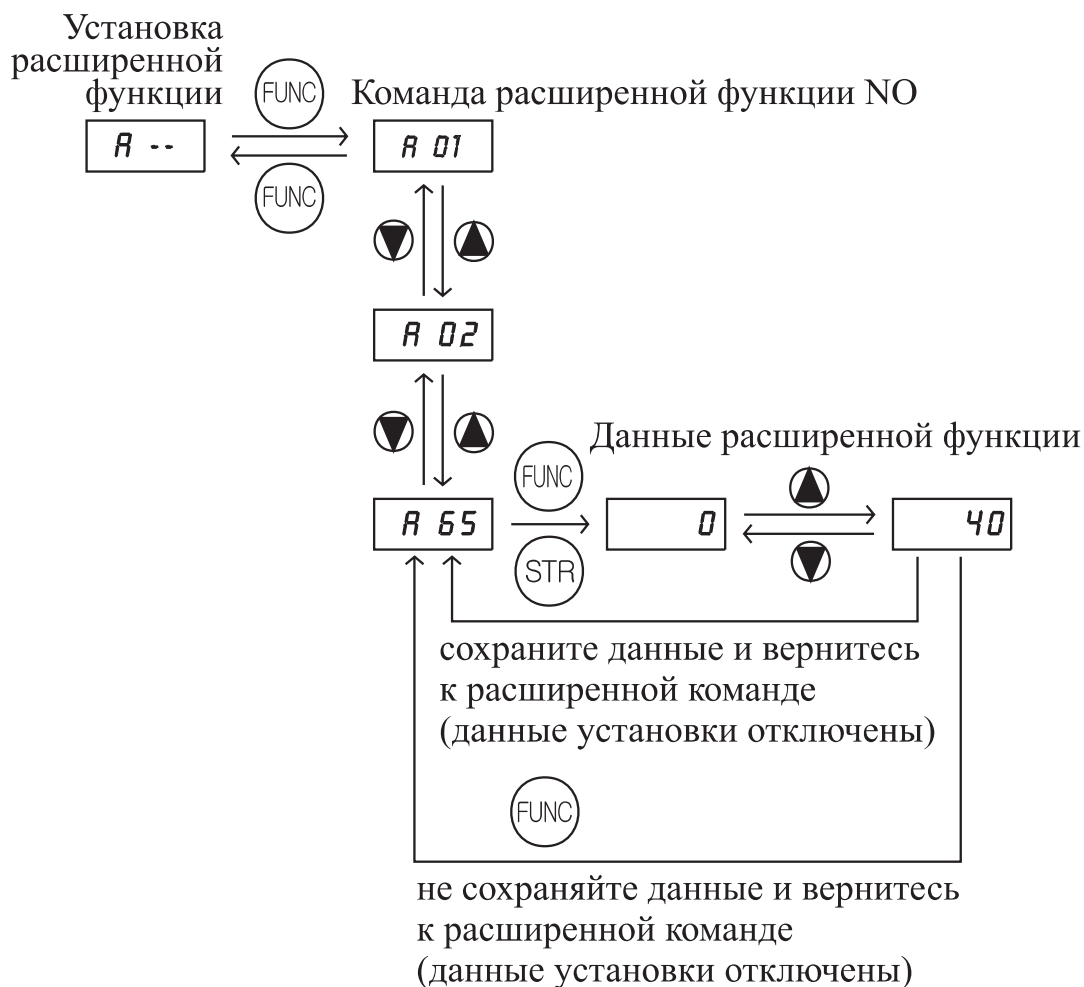 Установка
расширенной
функции
FUNC
Команда расширенной функции NO
A --
A 01
FUNC
A 02
Данные расширенной функции
FUNC
A 65
0
40
STR
сохраните данные и вернитесь
к расширенной команде
(данные установки отключены)
FUNC
не сохраняйте данные и вернитесь
к расширенной команде
(данные установки отключены)